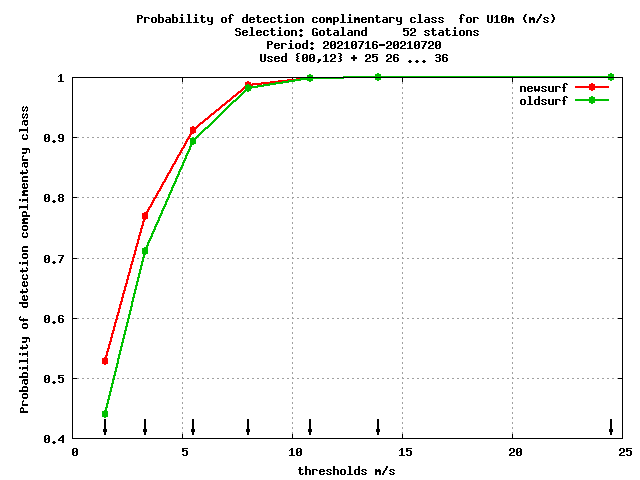 Probability of detection complimentary class  for U10m (m/s)
Selection: Gotaland     52 stations
Period: 20210716-20210720
Used {00,12} + 25 26 ... 36
newsurf
oldsurf
Probability of detection complimentary class
1
0.9
0.8
0.7
0.6
0.5
0.4
0 5 10 15 20 25
thresholds m/s